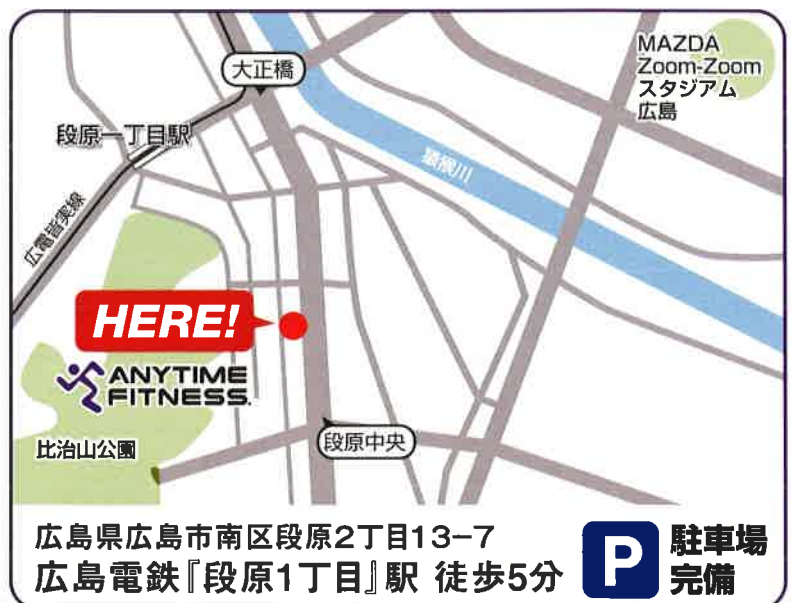 MAZDA
Zoom-Zoom
スタジアム
広島
大正橋
段原一丁目駅
猿猴川
広電皆実線
HERE!
ANYTIME
FITNESS.
段原中央
比治山公園
広島県広島市南区段原2丁目13-7
広島電鉄『段原1丁目』駅 徒歩5分
P
駐車場
完備